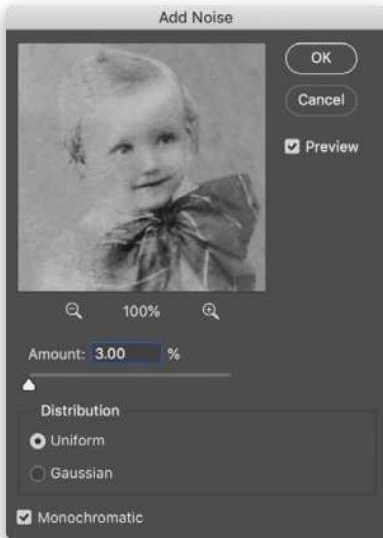 Add Noise
OK
Cancel
Preview
100%
Amount: 3.00 %
Distribution
Uniform
Gaussian
Monochromatic